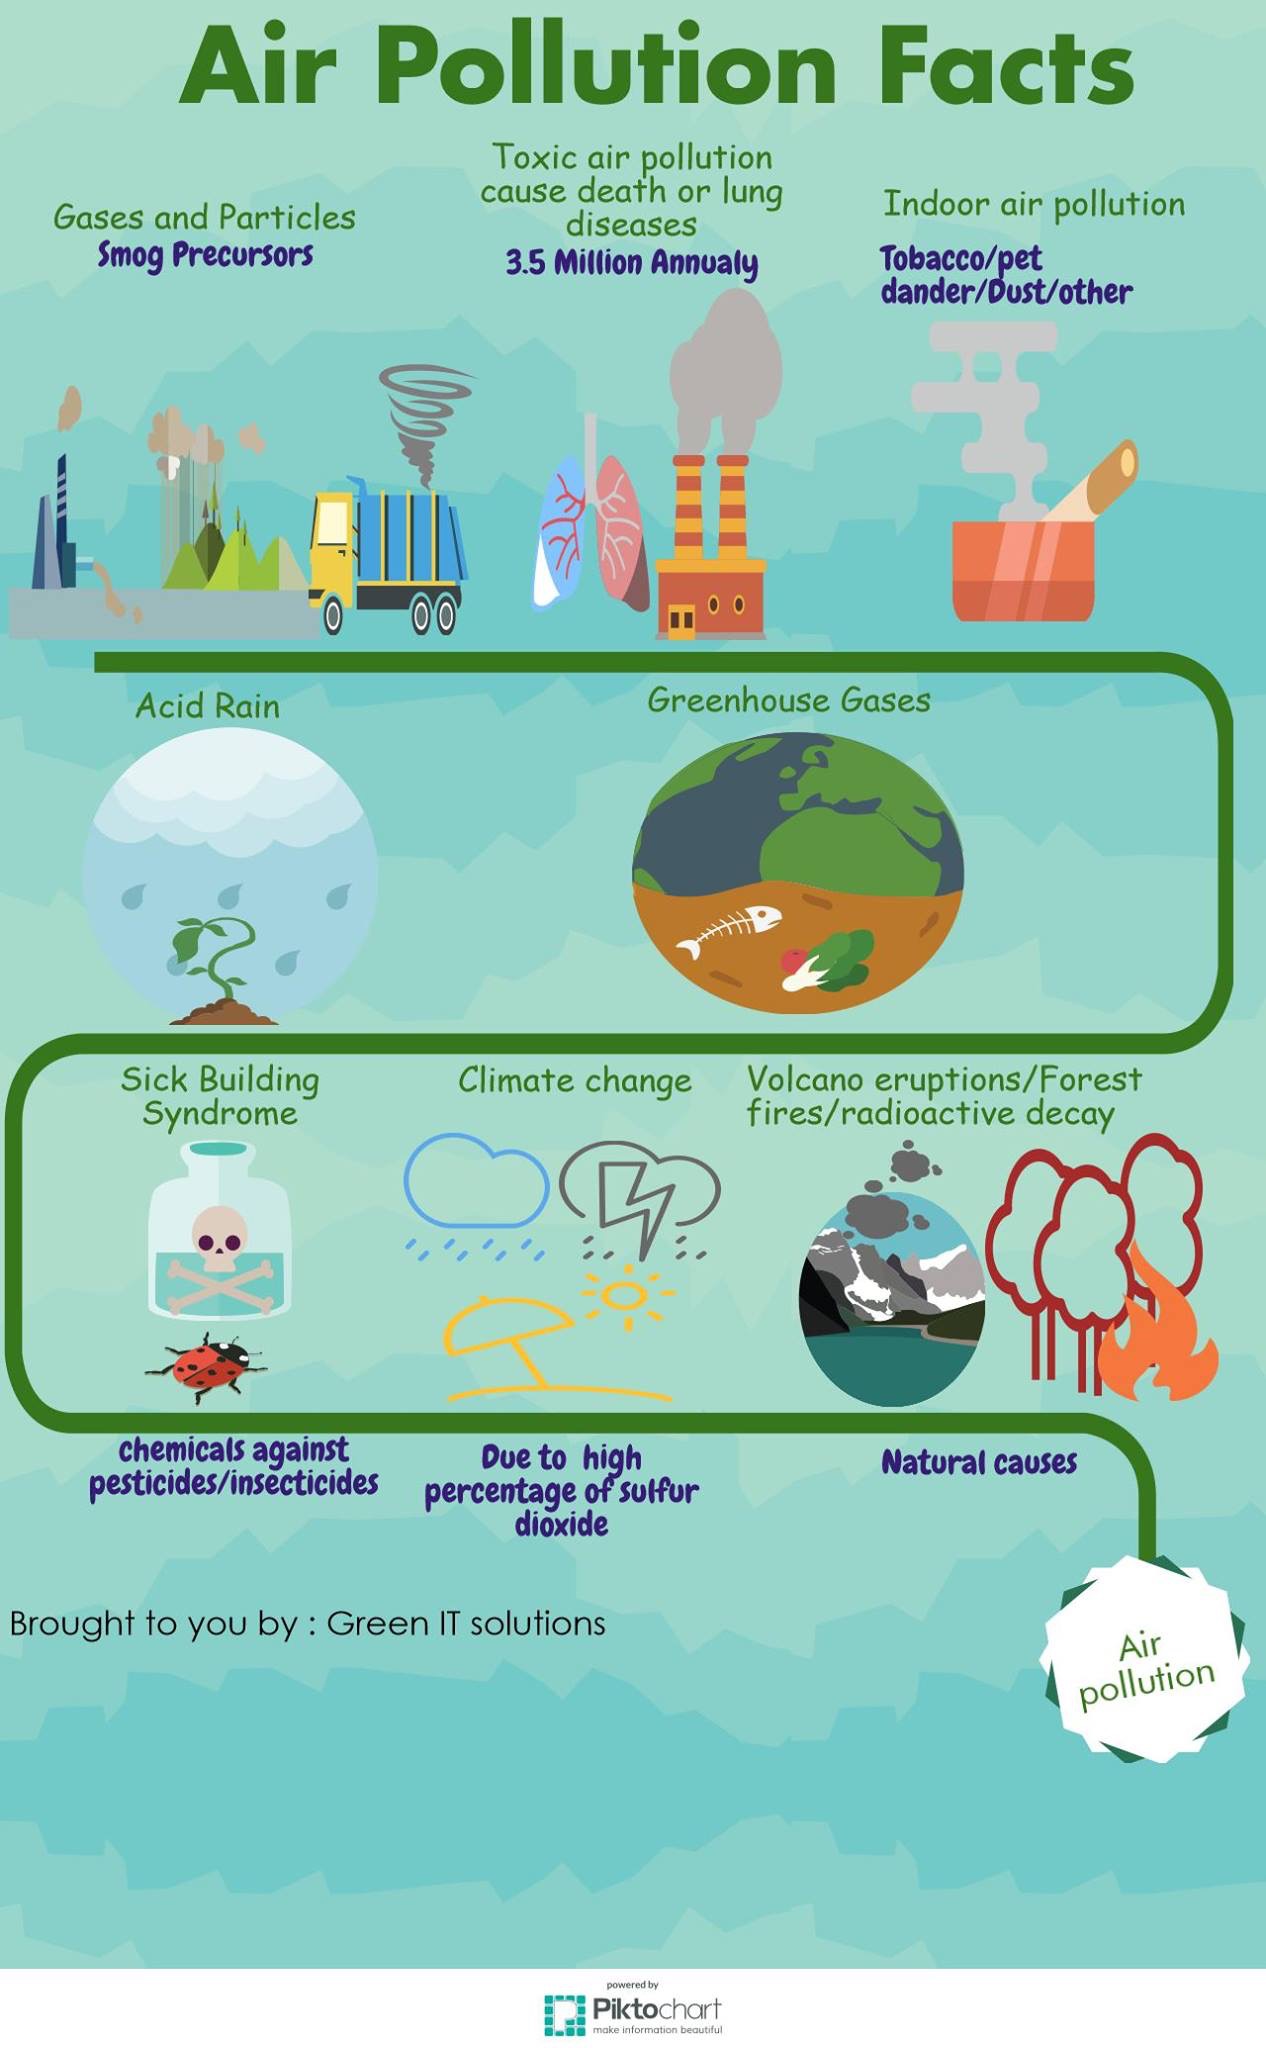 Air Pollution Facts
Gases and Particles
Smog Precursors
Toxic air pollution
cause death or lung
diseases
3.5 Million Annualy
Indoor air pollution
Tobacco/pet
dander/Dust/other
Acid Rain
Greenhouse Gases
Sick Building
Syndrome
Climate change
Volcano eruptions/Forest
fires/radioactive decay
chemicals against
pesticides/insecticides
Due to high
percentage of sulfur
dioxide
Natural causes
Brought to you by : Green IT solutions
Air
pollution
powered by
Piktochart
make information beautiful